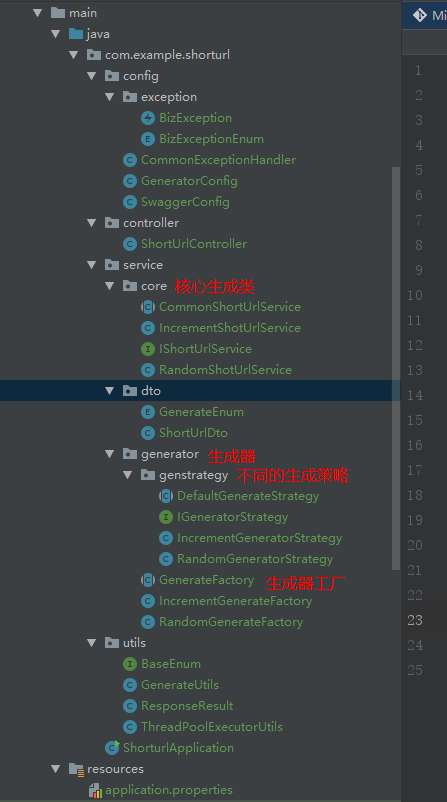 main
Mi
java
com.example.shorturl
config
exception
BizException
BizExceptionEnum
CommonExceptionHandler
GeneratorConfig
SwaggerConfig
controller
ShortUrlController
service
core 核心生成类
CommonShortUrlService
IncrementShotUrlService
IShortUrlService
RandomShotUrlService
dto
GenerateEnum
ShortUrlDto
generator 生成器
genstrategy 不同的生成策略
DefaultGenerateStrategy
IGeneratorStrategy
IncrementGeneratorStrategy
RandomGeneratorStrategy
GenerateFactory 生成器工厂
IncrementGenerateFactory
RandomGenerateFactory
utils
BaseEnum
GenerateUtils
ResponseResult
ThreadPoolExecutorUtils
ShorturlApplication
resources
application.properties
1
2
3
4
5
6
7
8
9
10
11
12
13
14
15
16
17
18
19
20
21
22
23
24
25